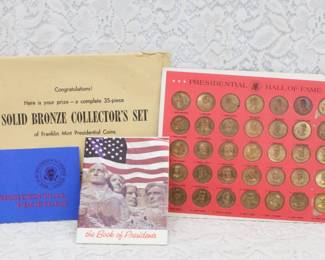 Congratulations!
Here is your prize — a complete 35-piece
SOLID BRONZE COLLECTOR'S SET
of Franklin Mint Presidential Coins
PRESIDENTIAL HALL OF FAME
the Book of Presidents